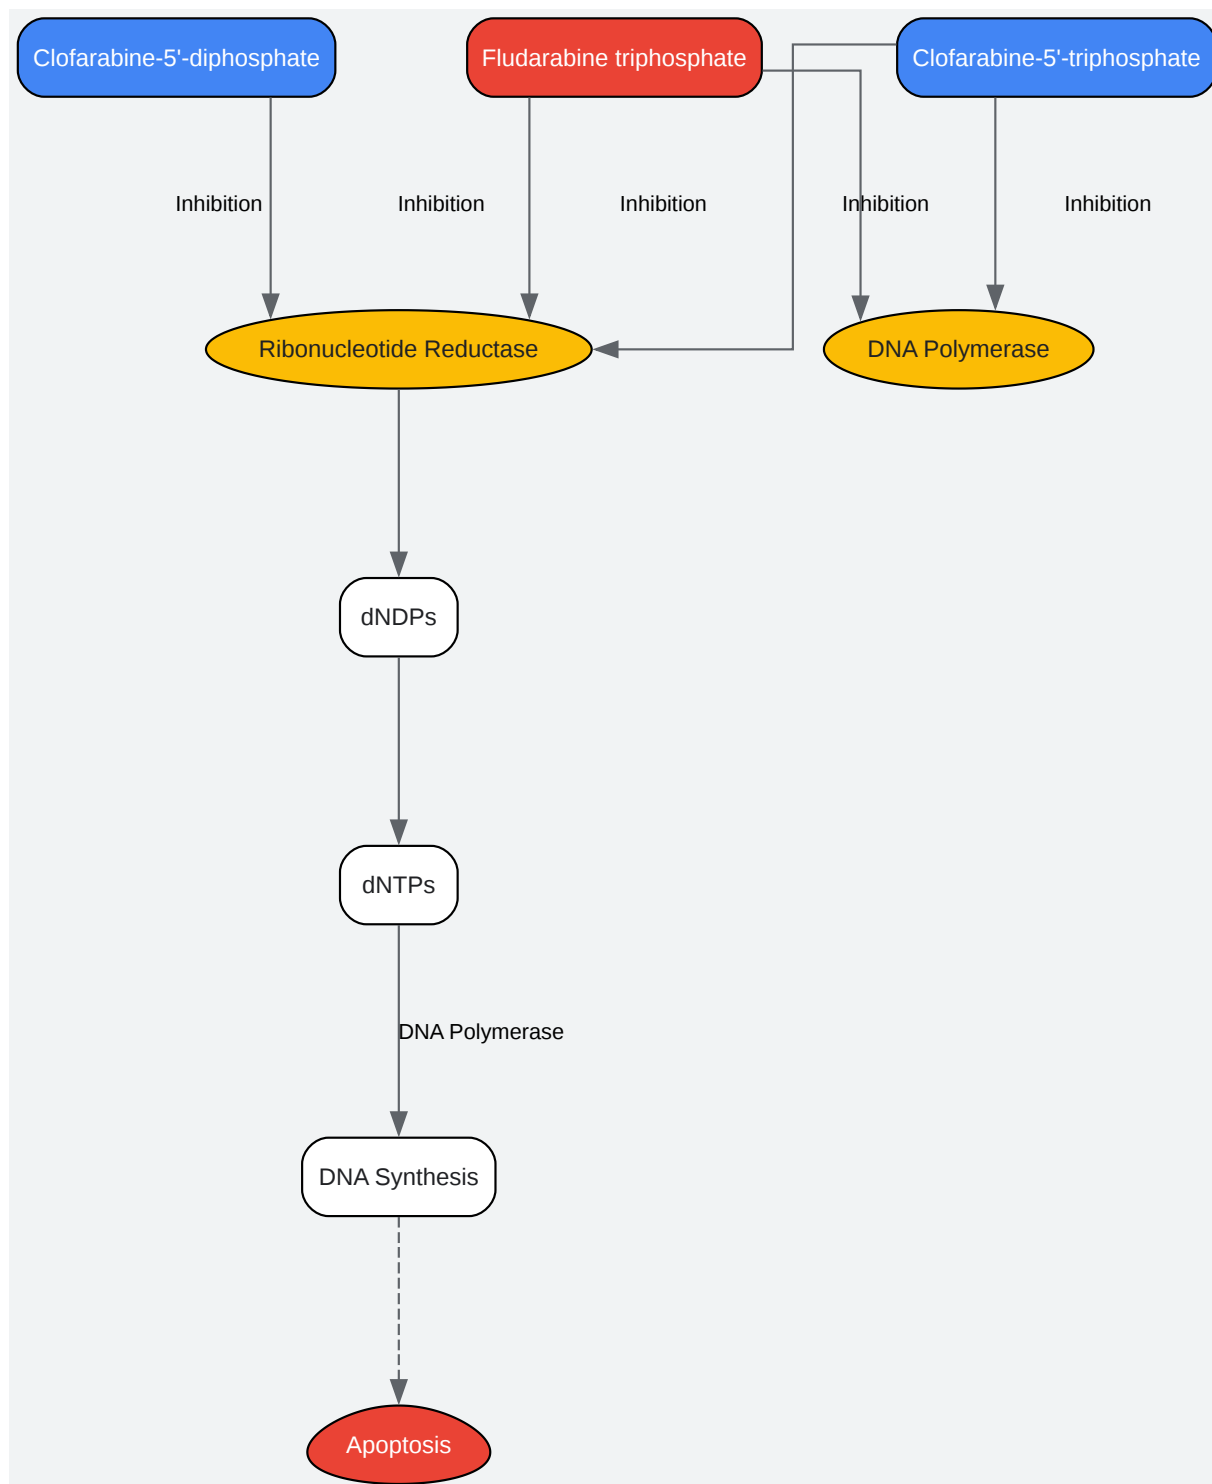 Clofarabine-5'-diphosphate
Fludarabine triphosphate
Clofarabine-5'-triphosphate
Inhibition
Inhibition
Inhibition
Inhibition
Inhibition
Ribonucleotide Reductase
DNA Polymerase
dNDPs
dNTPs
DNA Polymerase
DNA Synthesis
Apoptosis